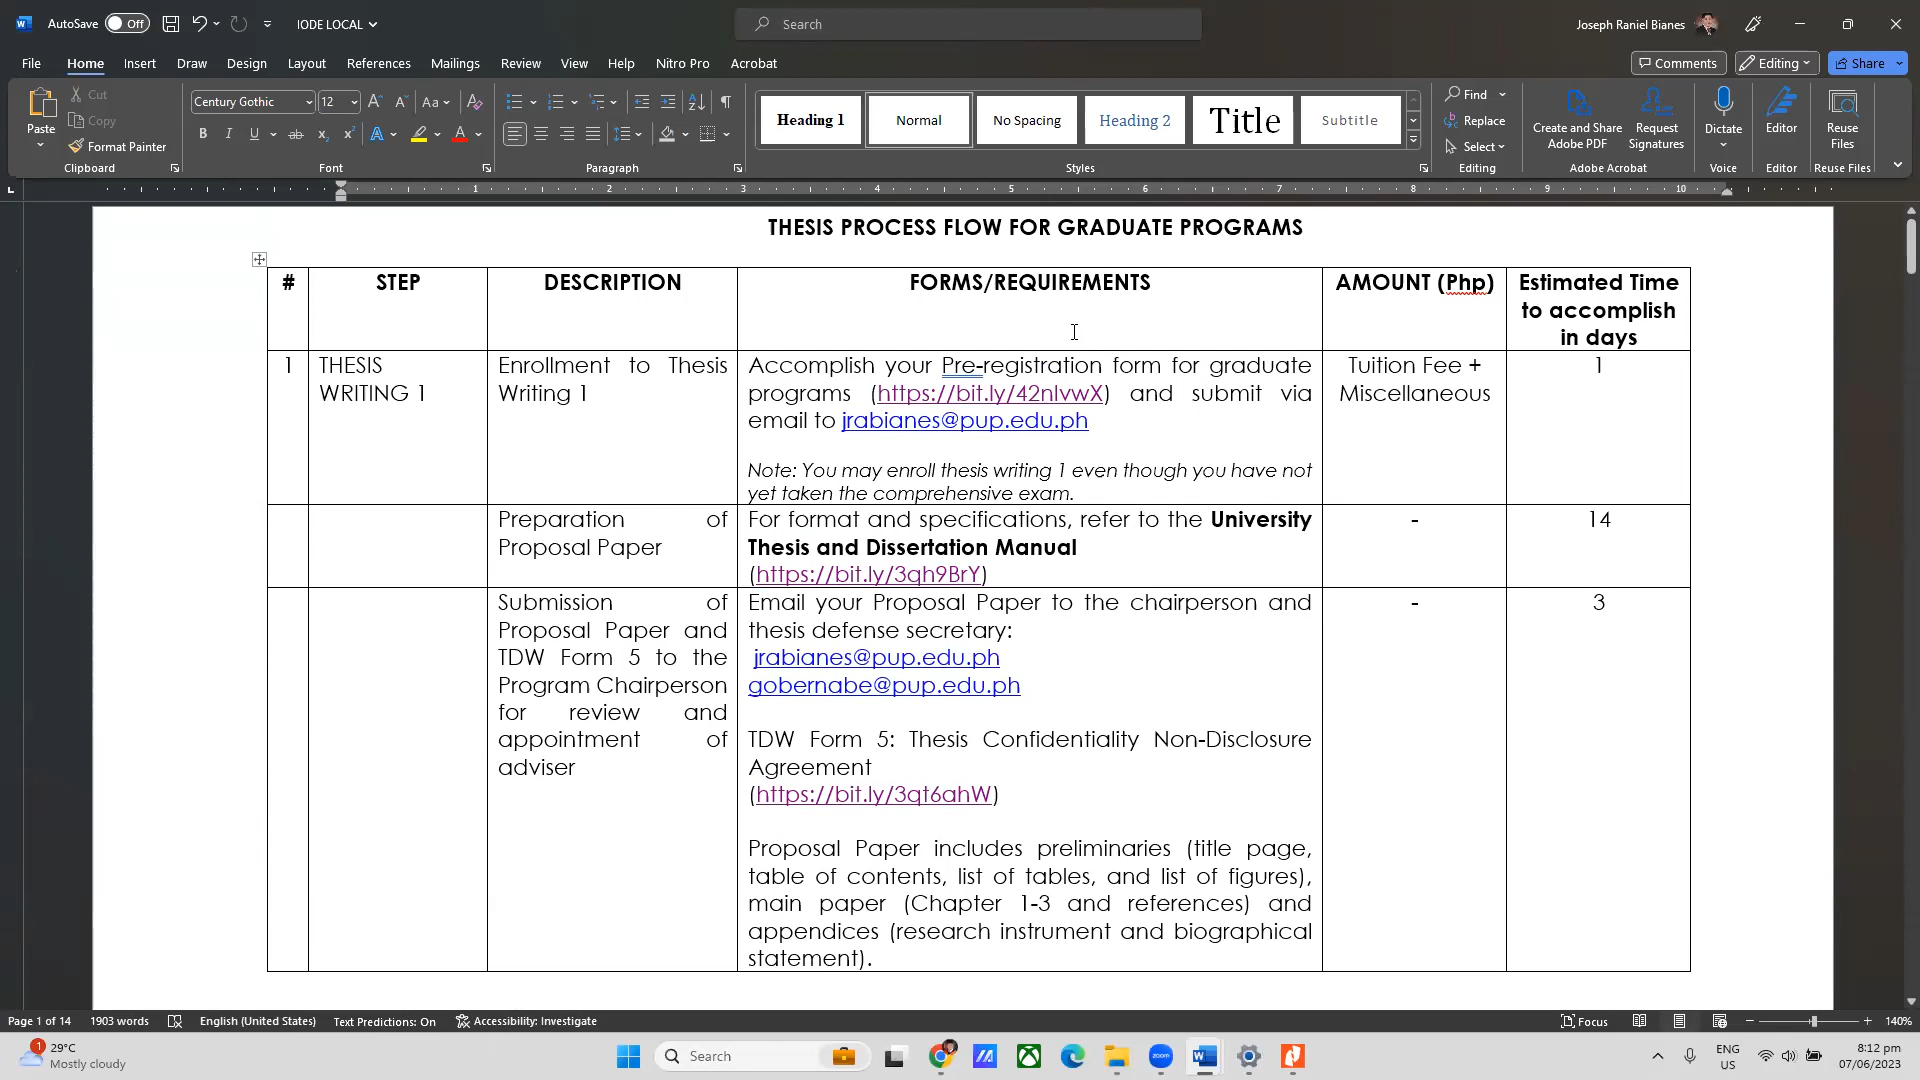 AutoSave Off IODE LOCAL Search Joseph Raniel Bianes
File Home Insert Draw Design Layout References Mailings Review View Help Nitro Pro Acrobat Comments Editing Share
Paste Cut Copy Format Painter
Century Gothic 12
Heading 1 Normal No Spacing Heading 2 Title Subtitle
Find Replace Select
Create and Share Adobe PDF Request Signatures Dictate Editor Reuse Files
Clipboard Font Paragraph Styles Editing Adobe Acrobat Voice Editor Reuse Files
1 2 3 4 5 6 7 8 9 10
THESIS PROCESS FLOW FOR GRADUATE PROGRAMS
# STEP DESCRIPTION FORMS/REQUIREMENTS AMOUNT (Php) Estimated Time
to accomplish
in days
1 THESIS
WRITING 1
Enrollment to Thesis
Writing 1
Accomplish your Pre-registration form for graduate
programs (https://bit.ly/42nIvwX) and submit via
email to jrabianes@pup.edu.ph
Note: You may enroll thesis writing 1 even though you have not
yet taken the comprehensive exam.
Tuition Fee +
Miscellaneous
1
Preparation of
Proposal Paper
For format and specifications, refer to the University
Thesis and Dissertation Manual
(https://bit.ly/3qh9BrY)
-
14
Submission of
Proposal Paper and
TDW Form 5 to the
Program Chairperson
for review and
appointment of
adviser
Email your Proposal Paper to the chairperson and
thesis defense secretary:
jrabianes@pup.edu.ph
gobernabe@pup.edu.ph
TDW Form 5: Thesis Confidentiality Non-Disclosure
Agreement
(https://bit.ly/3qt6ahW)
Proposal Paper includes preliminaries (title page,
table of contents, list of tables, and list of figures),
main paper (Chapter 1-3 and references) and
appendices (research instrument and biographical
statement).
-
3
Page 1 of 14 1903 words English (United States) Text Predictions: On Accessibility: Investigate Focus 140%
1 29°C
Mostly cloudy
Search
zoom
ENG
US
8:12 pm
07/06/2023